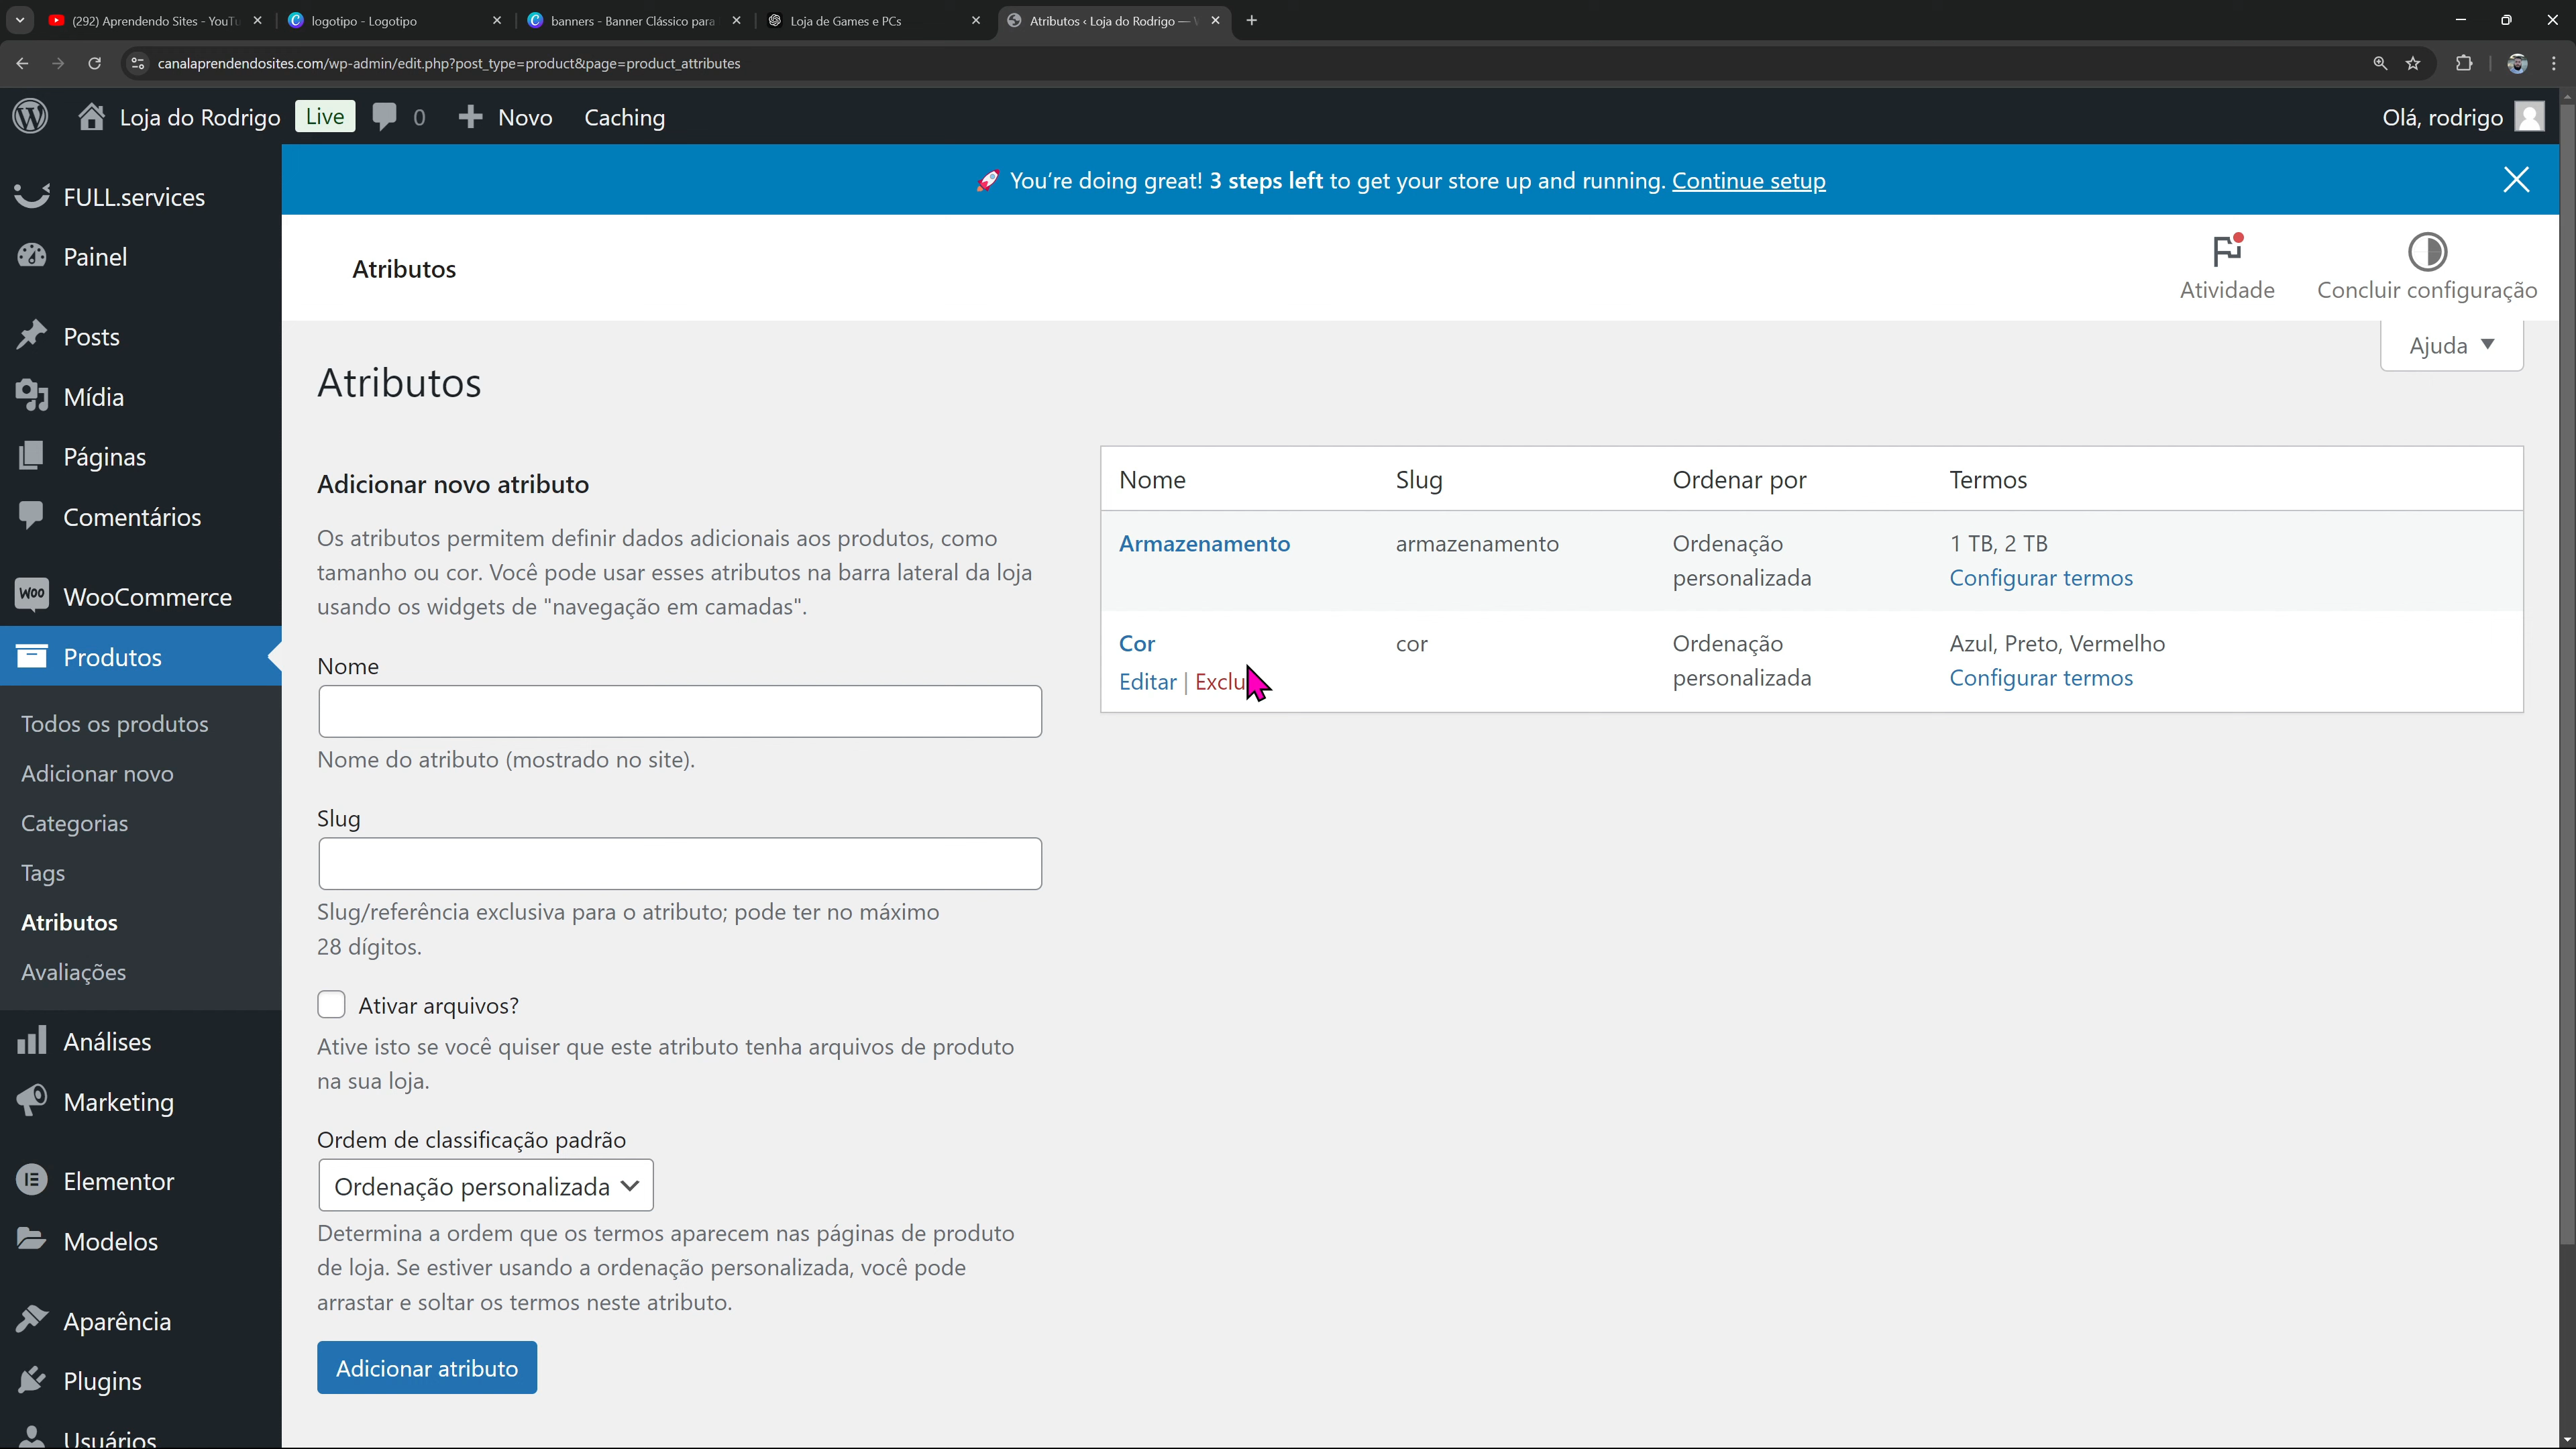 (292) Aprendendo Sites - YouTu
logotipo - Logotipo
banners - Banner Clássico para
Loja de Games e PCs
Atributos ‹ Loja do Rodrigo —
canalaprendendosites.com/wp-admin/edit.php?post_type=product&page=product_attributes
Loja do Rodrigo
Live
0
Novo
Caching
Olá, rodrigo
FULL.services
Painel
Posts
Mídia
Páginas
Comentários
Woo WooCommerce
Produtos
Todos os produtos
Adicionar novo
Categorias
Tags
Atributos
Avaliações
Análises
Marketing
Elementor
Modelos
Aparência
Plugins
Usuários
🚀 You're doing great! 3 steps left to get your store up and running. Continue setup
Atributos
Atividade
Concluir configuração
Ajuda
Atributos
Adicionar novo atributo
Os atributos permitem definir dados adicionais aos produtos, como
tamanho ou cor. Você pode usar esses atributos na barra lateral da loja
usando os widgets de "navegação em camadas".
Nome
Nome do atributo (mostrado no site).
Slug
Slug/referência exclusiva para o atributo; pode ter no máximo
28 dígitos.
Ativar arquivos?
Ative isto se você quiser que este atributo tenha arquivos de produto
na sua loja.
Ordem de classificação padrão
Ordenação personalizada
Determina a ordem que os termos aparecem nas páginas de produto
de loja. Se estiver usando a ordenação personalizada, você pode
arrastar e soltar os termos neste atributo.
Adicionar atributo
Nome Slug Ordenar por Termos
Armazenamento armazenamento Ordenação 1 TB, 2 TB
personalizada Configurar termos
Cor cor Ordenação Azul, Preto, Vermelho
Editar | Exclu personalizada Configurar termos